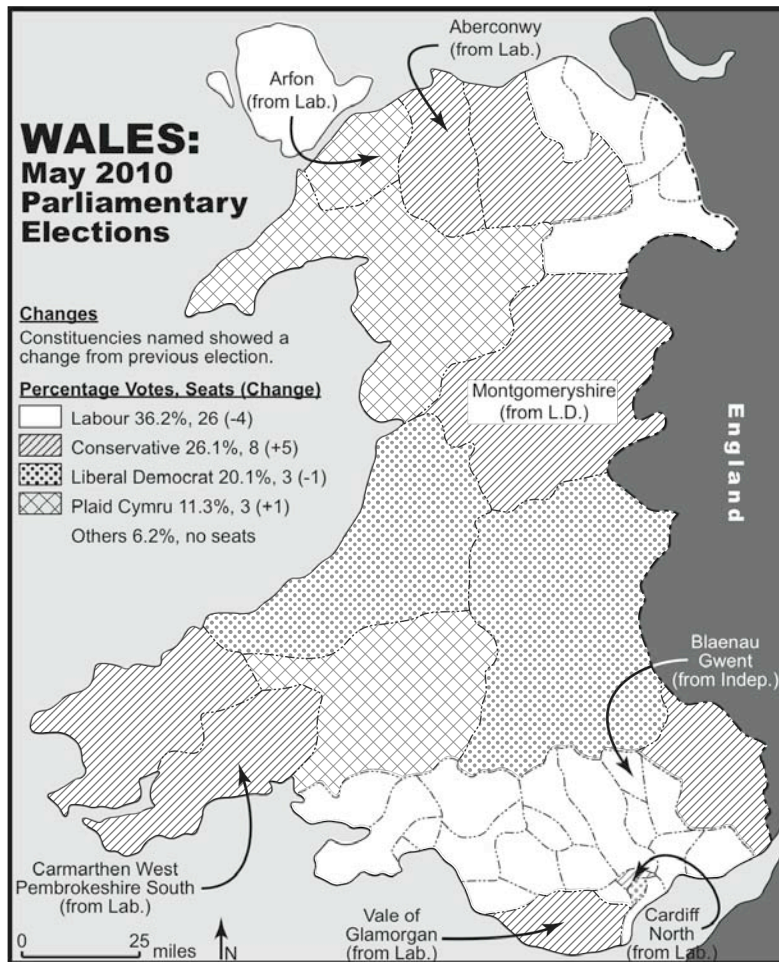 Aberconwy
(from Lab.)
Arfon
(from Lab.)
WALES:
May 2010
Parliamentary
Elections
Changes
Constituencies named showed a
change from previous election.
Percentage Votes, Seats (Change)
Labour 36.2%, 26 (-4)
Conservative 26.1%, 8 (+5)
Liberal Democrat 20.1%, 3 (-1)
Plaid Cymru 11.3%, 3 (+1)
Others 6.2%, no seats
Montgomeryshire
(from L.D.)
England
Blaenau
Gwent
(from Indep.)
Carmarthen West
Pembrokeshire South
(from Lab.)
Vale of
Glamorgan
(from Lab.)
Cardiff
North
(from Lab.)
0 25
miles
N